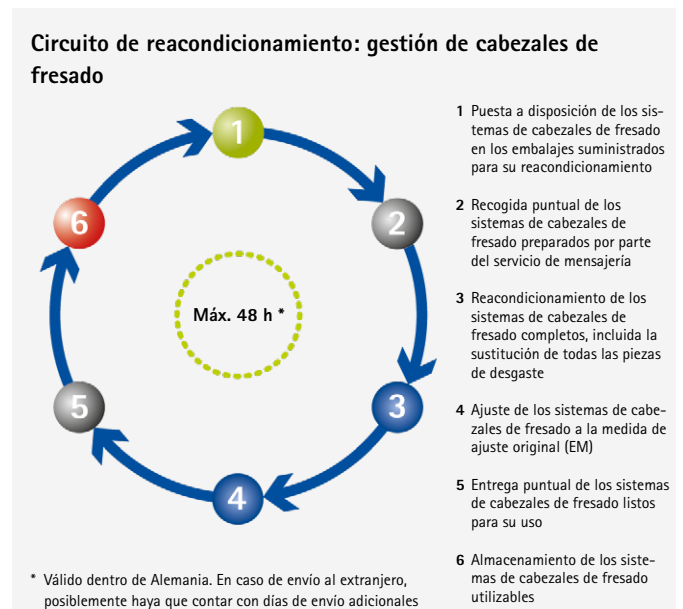 Circuito de reacondicionamiento: gestión de cabezales de
fresado
1
2
3
4
5
6
Máx. 48 h *
1 Puesta a disposición de los sis-
temas de cabezales de fresado
en los embalajes suministrados
para su reacondicionamiento
2 Recogida puntual de los
sistemas de cabezales de
fresado preparados por parte
del servicio de mensajería
3 Reacondicionamiento de los
sistemas de cabezales de
fresado completos, incluida la
sustitución de todas las piezas
de desgaste
4 Ajuste de los sistemas de cabe-
zales de fresado a la medida de
ajuste original (EM)
5 Entrega puntual de los sistemas
de cabezales de fresado listos
para su uso
6 Almacenamiento de los siste-
mas de cabezales de fresado
utilizables
* Válido dentro de Alemania. En caso de envío al extranjero,
posiblemente haya que contar con días de envío adicionales